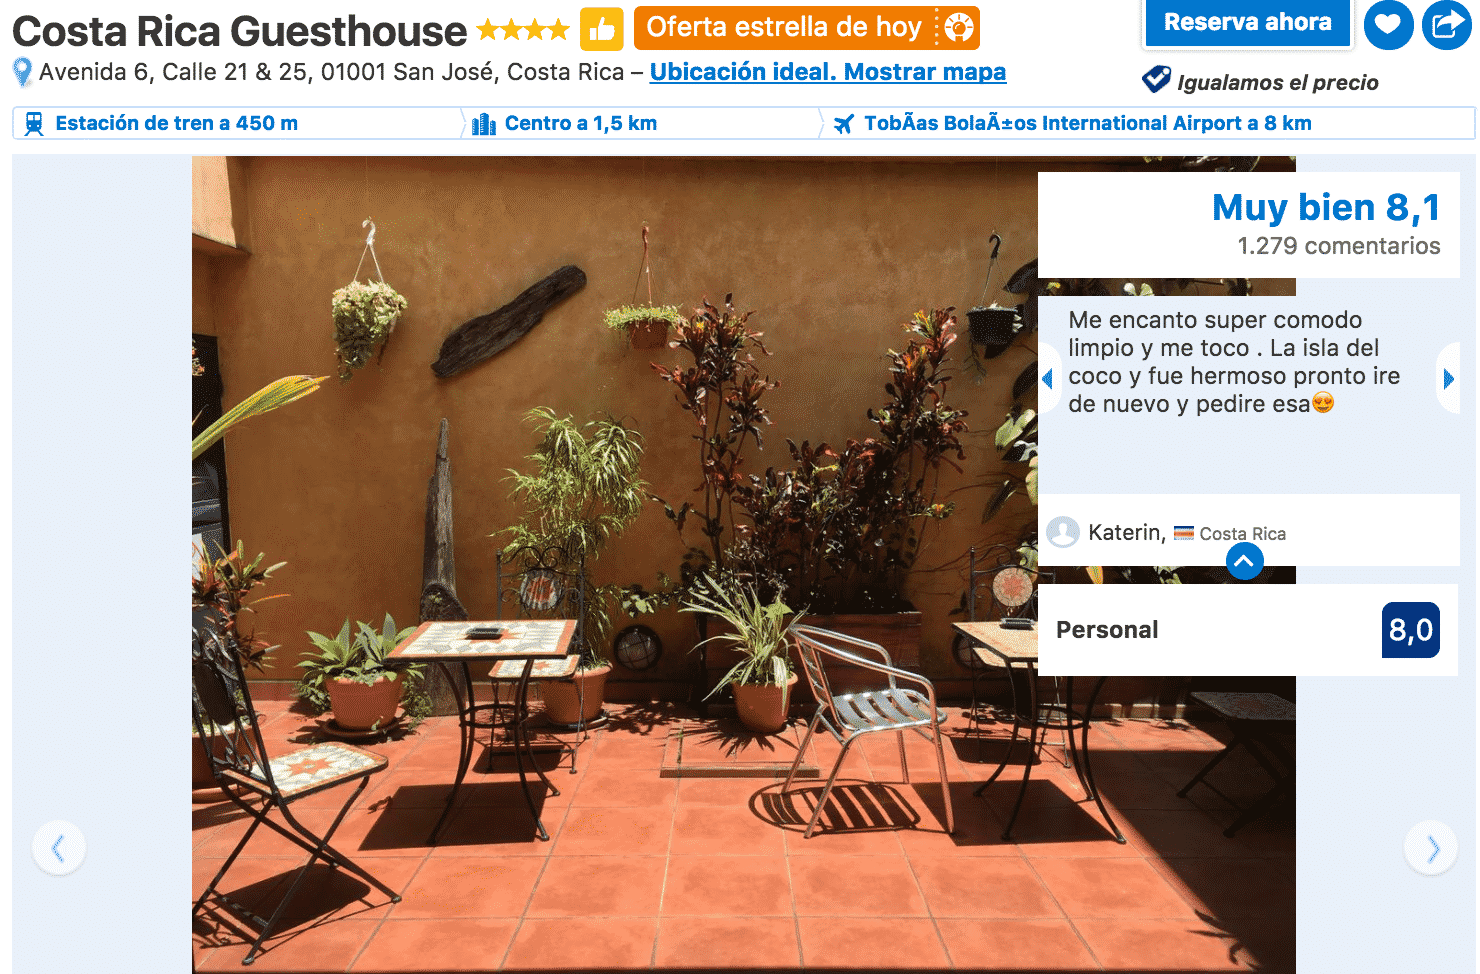 Costa Rica Guesthouse
Oferta estrella de hoy
Reserva ahora
Avenida 6, Calle 21 & 25, 01001 San José, Costa Rica – Ubicación ideal. Mostrar mapa
Igualamos el precio
Estación de tren a 450 m
Centro a 1,5 km
TobÃas BolaÃ±os International Airport a 8 km
Muy bien 8,1
1.279 comentarios
Me encanto super comodo
limpio y me toco . La isla del
coco y fue hermoso pronto ire
de nuevo y pedire esa😍
Katerin, Costa Rica
Personal 8,0